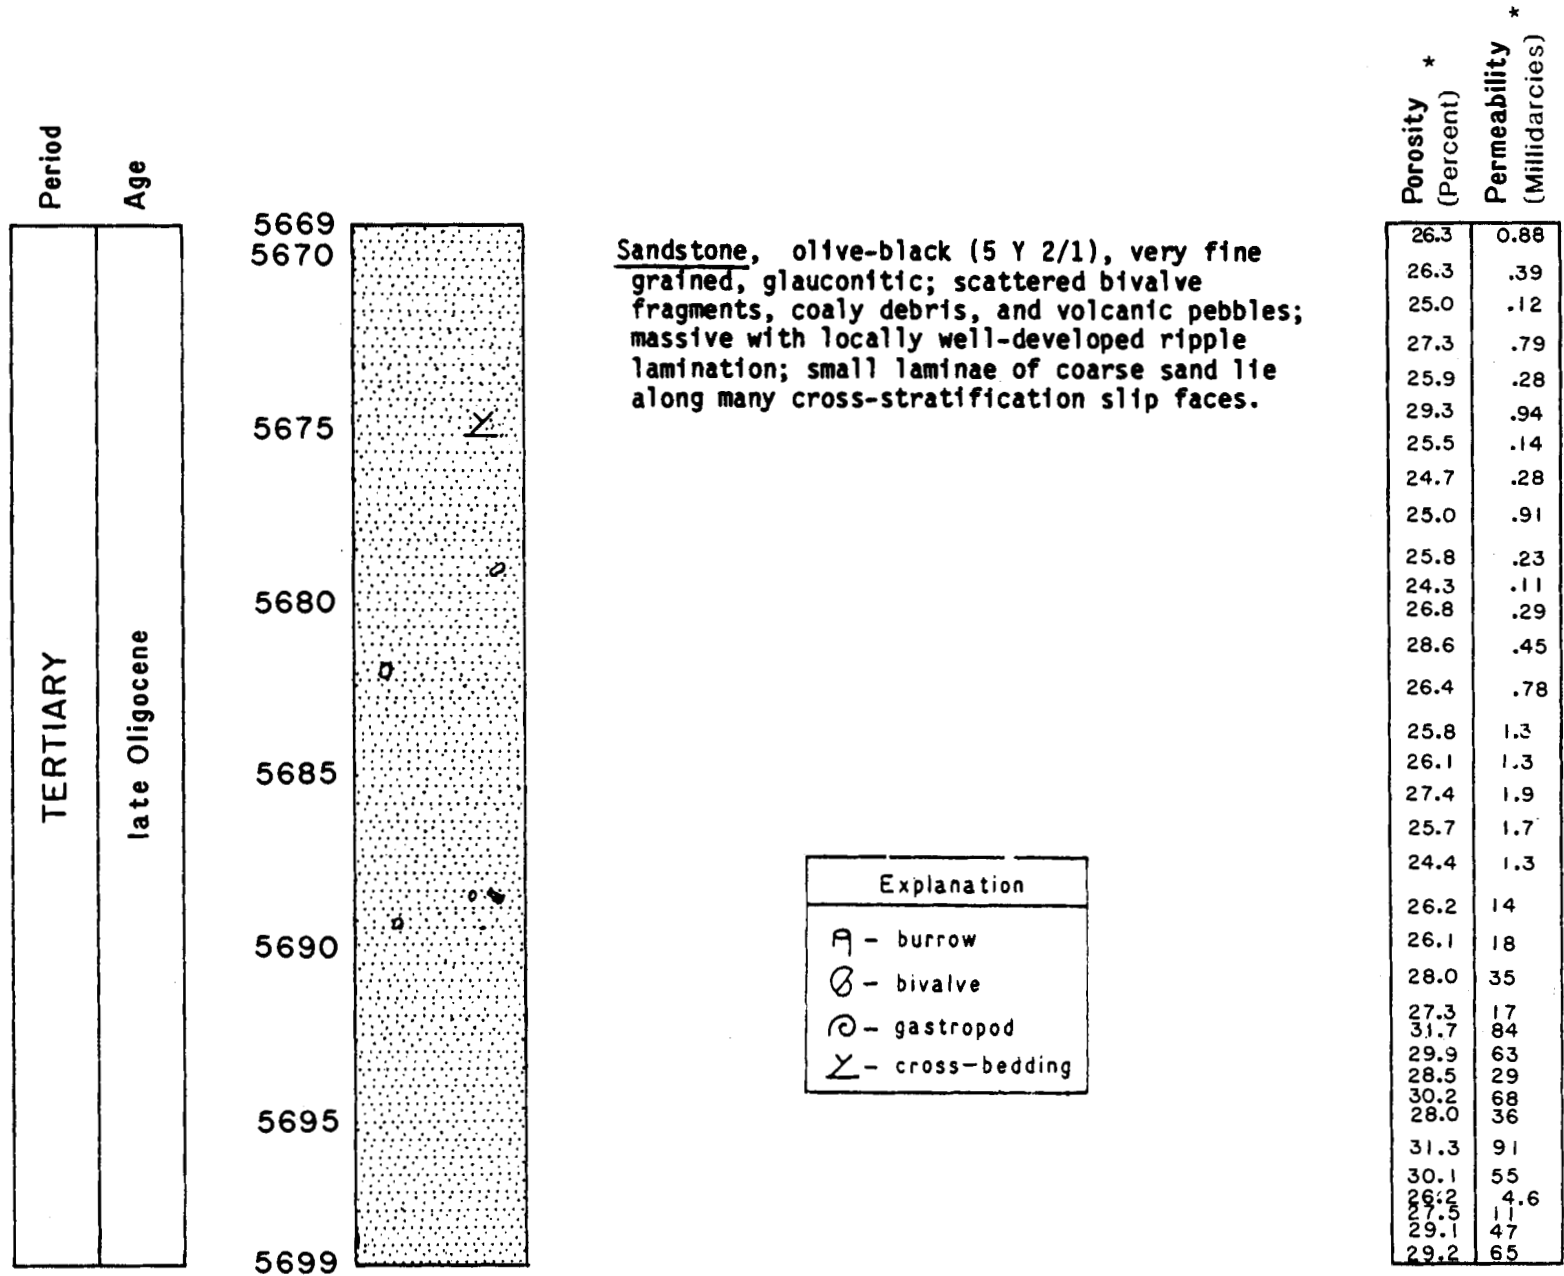 Period
Age
Porosity *
(Percent)
Permeability *
(Millidarcies)
TERTIARY
late Oligocene
5669
5670
5675
5680
5685
5690
5695
5699
Sandstone, olive-black (5 Y 2/1), very fine
grained, glauconitic; scattered bivalve
fragments, coaly debris, and volcanic pebbles;
massive with locally well-developed ripple
lamination; small laminae of coarse sand lie
along many cross-stratification slip faces.
Explanation
– burrow
– bivalve
– gastropod
– cross-bedding
26.3 0.88
26.3 .39
25.0 .12
27.3 .79
25.9 .28
29.3 .94
25.5 .14
24.7 .28
25.0 .91
25.8 .23
24.3 .11
26.8 .29
28.6 .45
26.4 .78
25.8 1.3
26.1 1.3
27.4 1.9
25.7 1.7
24.4 1.3
26.2 14
26.1 18
28.0 35
27.3 17
31.7 84
29.9 63
28.5 29
30.2 68
28.0 36
31.3 91
30.1 55
26.2 4.6
27.5 11
29.1 47
29.2 65